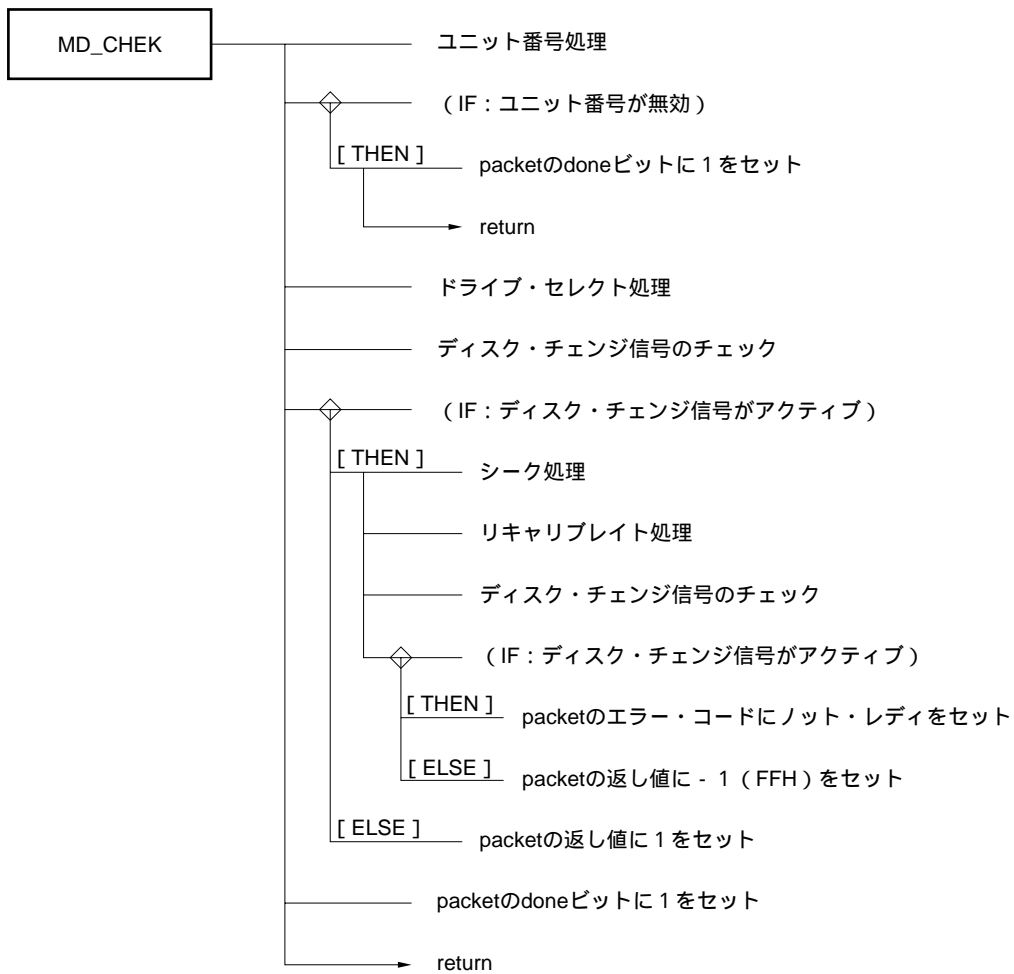 MD_CHEK
ユニット番号処理
（IF：ユニット番号が無効）
[ THEN ]
packetのdoneビットに１をセット
return
ドライブ・セレクト処理
ディスク・チェンジ信号のチェック
（IF：ディスク・チェンジ信号がアクティブ）
[ THEN ]
シーク処理
リキャリブレイト処理
ディスク・チェンジ信号のチェック
（IF：ディスク・チェンジ信号がアクティブ）
[ THEN ]
packetのエラー・コードにノット・レディをセット
[ ELSE ]
packetの返し値に - １（FFH）をセット
[ ELSE ]
packetの返し値に１をセット
packetのdoneビットに１をセット
return